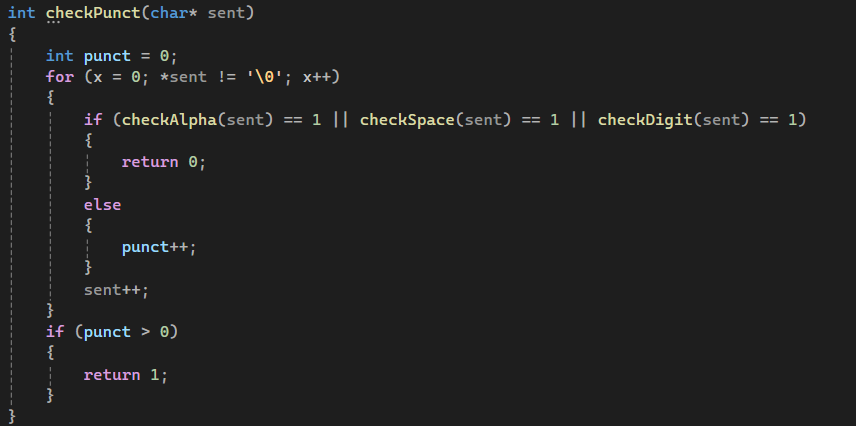 int checkPunct(char* sent)
{
    int punct = 0;
    for (x = 0; *sent != '\0'; x++)
    {
        if (checkAlpha(sent) == 1 || checkSpace(sent) == 1 || checkDigit(sent) == 1)
        {
            return 0;
        }
        else
        {
            punct++;
        }
        sent++;
    }
    if (punct > 0)
    {
        return 1;
    }
}